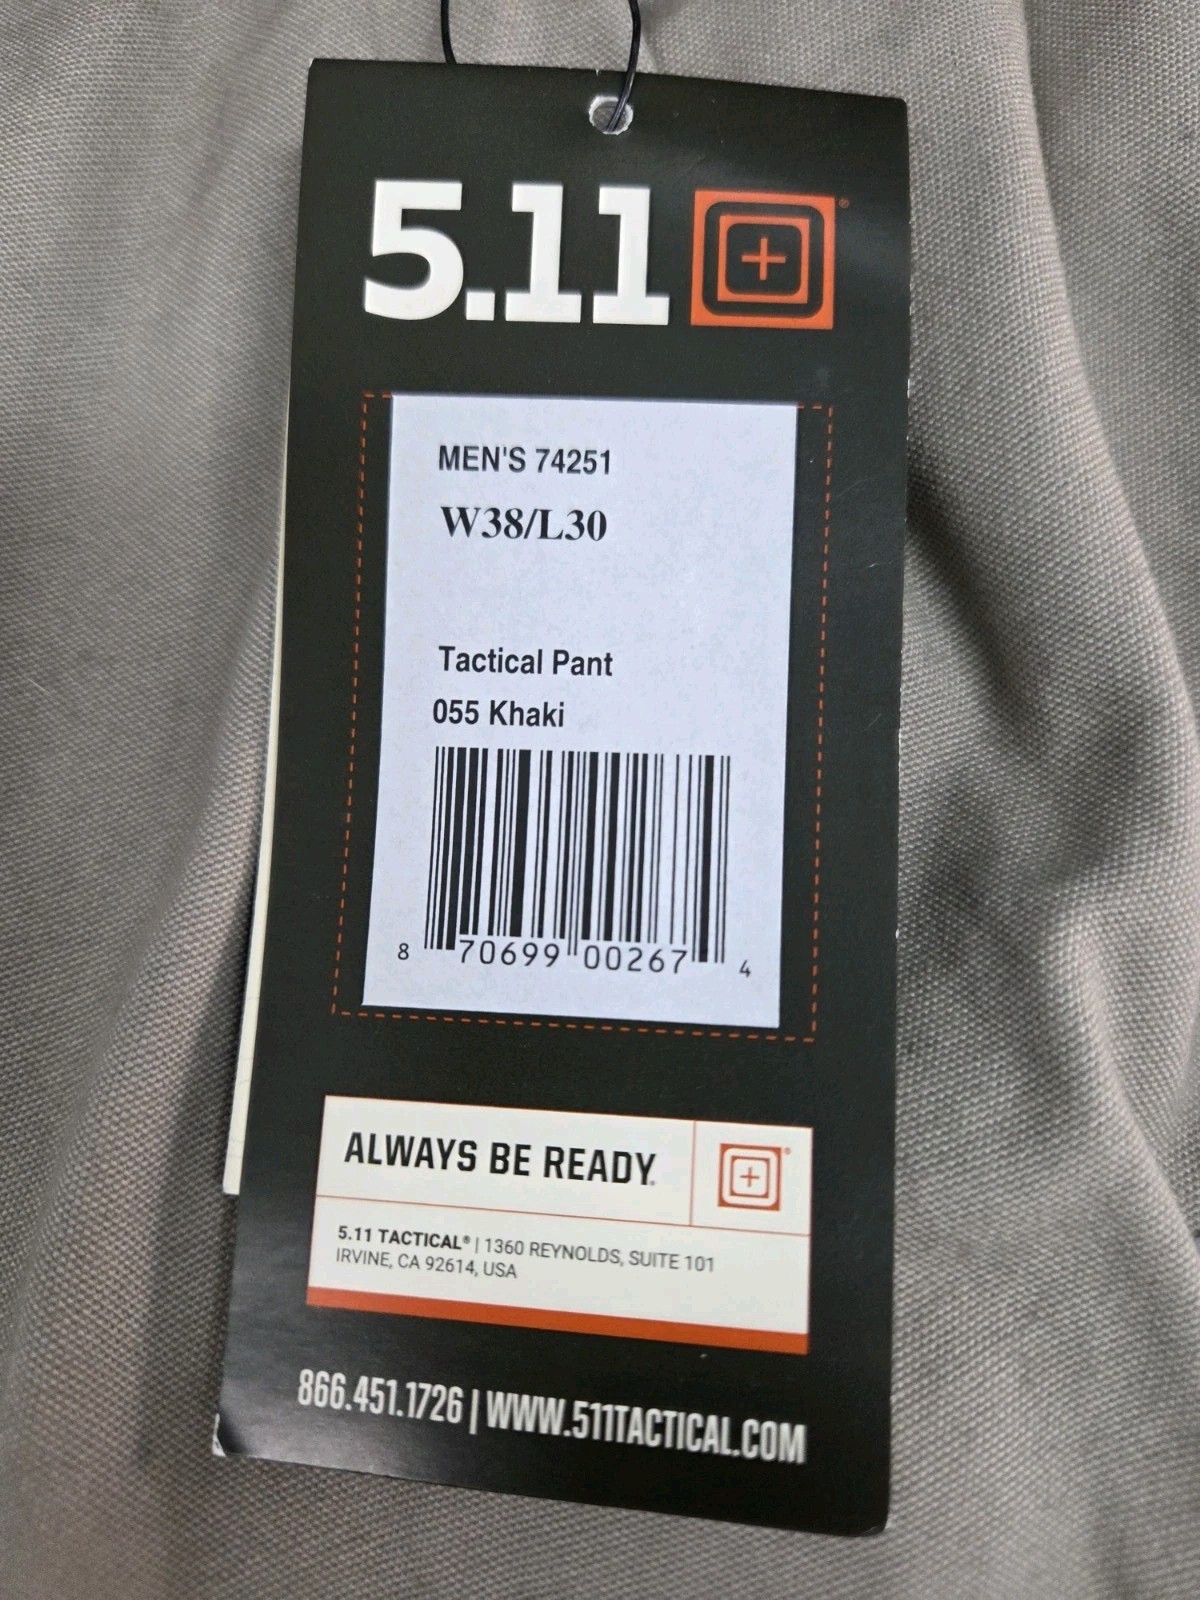 5.11®
MEN'S 74251
W38/L30
Tactical Pant
055 Khaki
8 70699 00267 4
ALWAYS BE READY.
®
5.11 TACTICAL® | 1360 REYNOLDS, SUITE 101
IRVINE, CA 92614, USA
866.451.1726 | WWW.511TACTICAL.COM